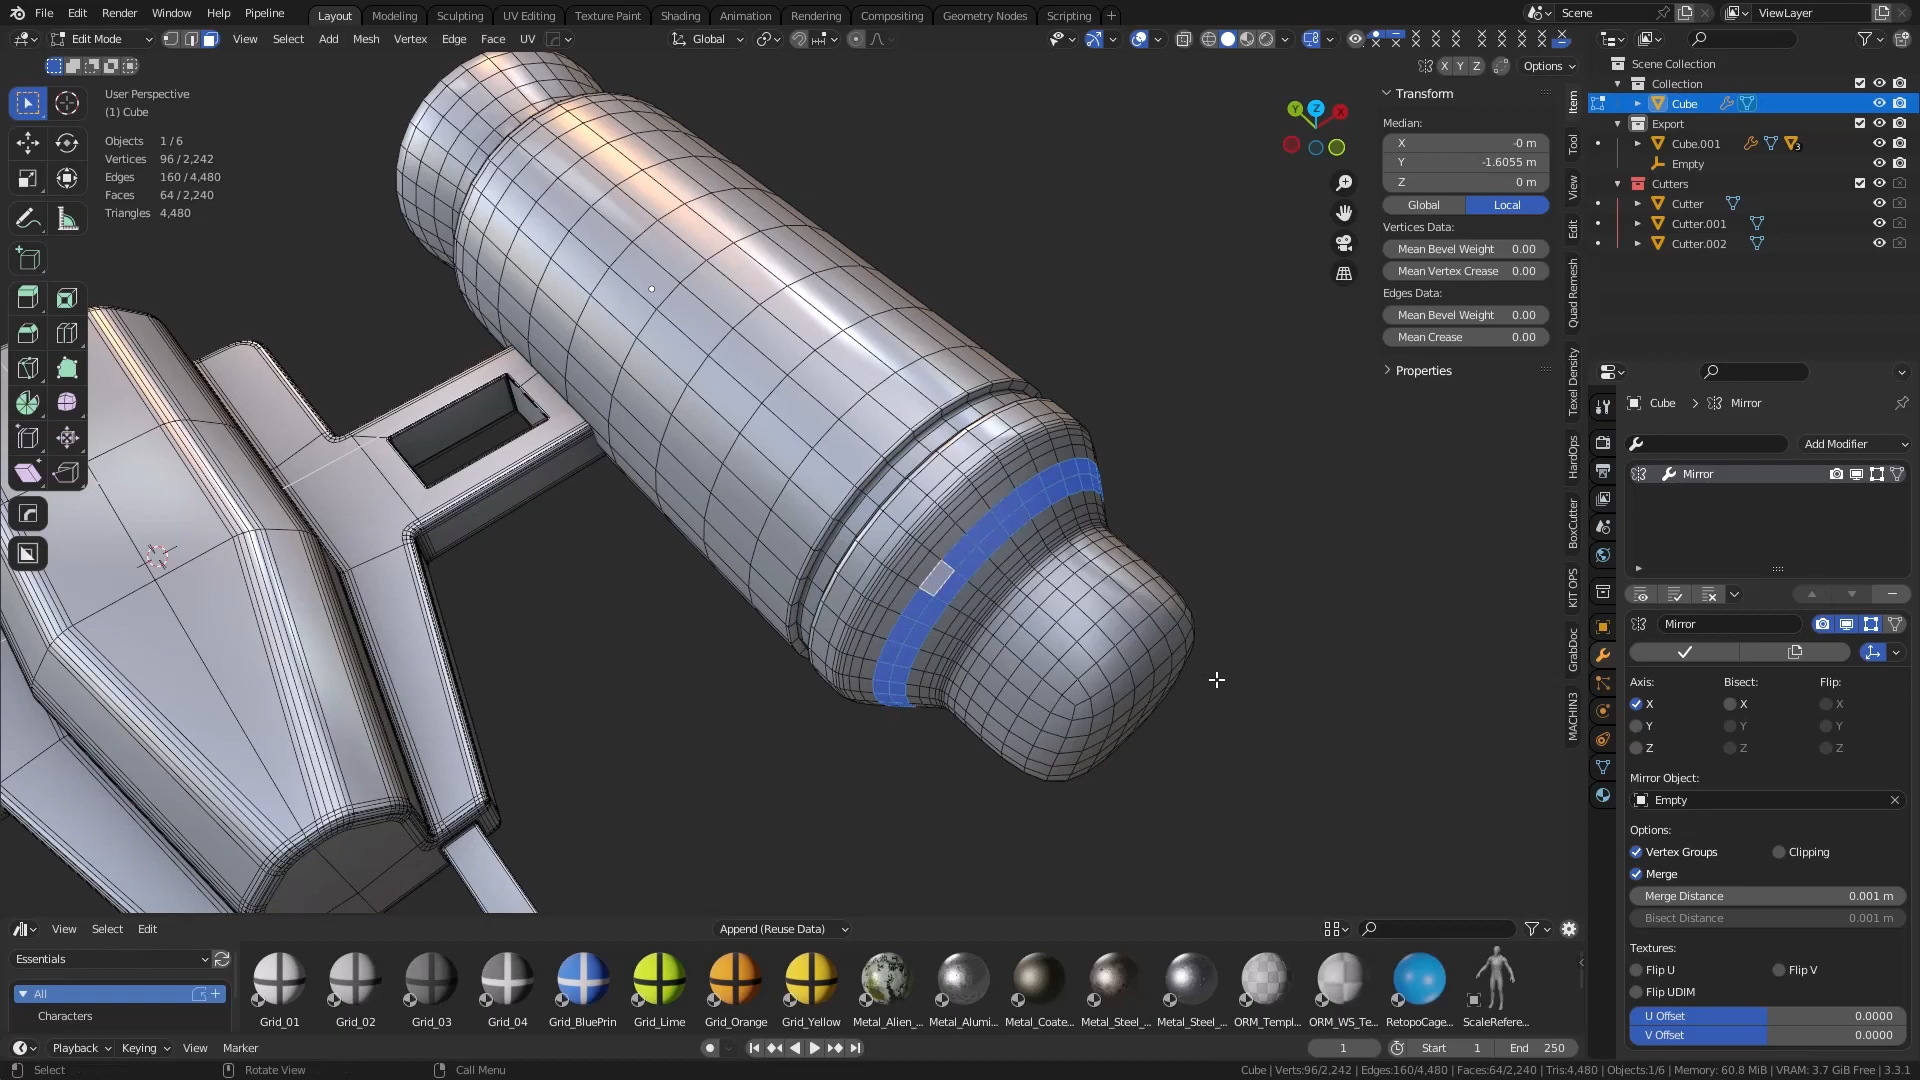 File Edit Render Window Help Pipeline Layout Modeling Sculpting UV Editing Texture Paint Shading Animation Rendering Compositing Geometry Nodes Scripting + Scene ViewLayer
Edit Mode View Select Add Mesh Vertex Edge Face UV Global
X Y Z Options
User Perspective
(1) Cube
Objects 1 / 6
Vertices 96 / 2,242
Edges 160 / 4,480
Faces 64 / 2,240
Triangles 4,480
Y Z X
Transform
Median:
X -0 m
Y -1.6055 m
Z 0 m
Global Local
Vertices Data:
Mean Bevel Weight 0.00
Mean Vertex Crease 0.00
Edges Data:
Mean Bevel Weight 0.00
Mean Crease 0.00
Properties
Item
Tool
View
Edit
Quad Remesh
Texel Density
HardOps
BoxCutter
KIT OPS
GrabDoc
MACHIN3
Scene Collection
Collection
Cube
Export
Cube.001 3
Empty
Cutters
Cutter
Cutter.001
Cutter.002
Cube > Mirror
Add Modifier
Mirror
Mirror
Axis: Bisect: Flip:
X X X
Y Y Y
Z Z Z
Mirror Object:
Empty
Options:
Vertex Groups Clipping
Merge
Merge Distance 0.001 m
Bisect Distance 0.001 m
Textures:
Flip U Flip V
Flip UDIM
U Offset 0.0000
V Offset 0.0000
View Select Edit Append (Reuse Data)
Essentials
All
Characters
Grid_01 Grid_02 Grid_03 Grid_04 Grid_BluePrin Grid_Lime Grid_Orange Grid_Yellow Metal_Alien_... Metal_Alumi... Metal_Coate... Metal_Steel_... Metal_Steel_... ORM_Templ... ORM_WS_Te... RetopoCage... ScaleRefere...
Playback Keying View Marker 1 Start 1 End 250
Select Rotate View Call Menu Cube | Verts:96/2,242 | Edges:160/4,480 | Faces:64/2,240 | Tris:4,480 | Objects:1/6 | Memory: 60.8 MiB | VRAM: 3.7 GiB Free | 3.3.1